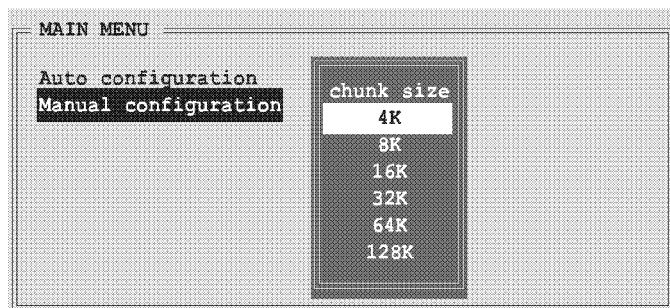 MAIN MENU
Auto configuration
Manual configuration
chunk size
4K
8K
16K
32K
64K
128K